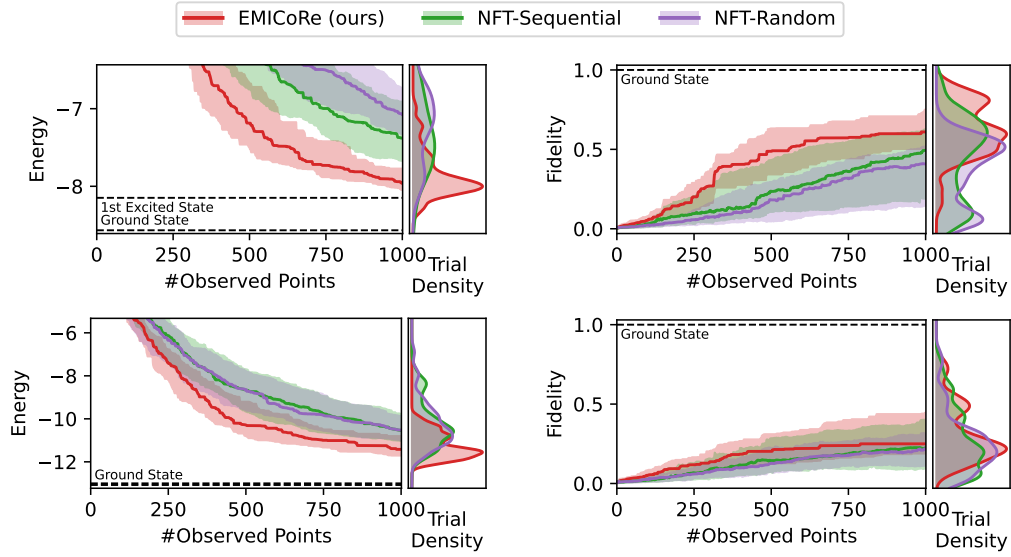 EMICoRe (ours) NFT-Sequential NFT-Random
−7
−8
Energy
1st Excited State
Ground State
0 250 500 750 1000
#Observed Points
Trial
Density
1.0
0.5
0.0
Fidelity
Ground State
0 250 500 750 1000
#Observed Points
Trial
Density
−6
−8
−10
−12
Energy
Ground State
0 250 500 750 1000
#Observed Points
Trial
Density
1.0
0.5
0.0
Fidelity
Ground State
0 250 500 750 1000
#Observed Points
Trial
Density